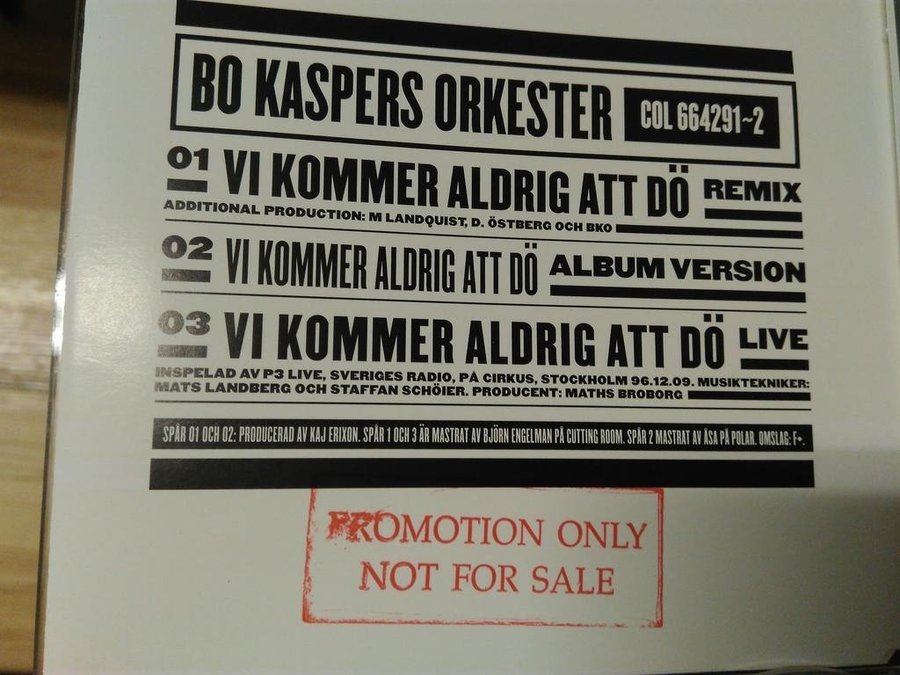 BO KASPERS ORKESTER COL 664291~2
01 VI KOMMER ALDRIG ATT DÖ REMIX
ADDITIONAL PRODUCTION: M LANDQUIST, D. ÖSTBERG OCH BKO
02 VI KOMMER ALDRIG ATT DÖ ALBUM VERSION
03 VI KOMMER ALDRIG ATT DÖ LIVE
INSPELAD AV P3 LIVE, SVERIGES RADIO, PÅ CIRKUS, STOCKHOLM 96.12.09. MUSIKTEKNIKER:
MATS LANDBERG OCH STAFFAN SCHÖIER. PRODUCENT: MATHS BROBORG
SPÅR 01 OCH 02: PRODUCERAD AV KAJ ERIXON. SPÅR 1 OCH 3 ÄR MASTRAT AV BJÖRN ENGELMAN PÅ CUTTING ROOM. SPÅR 2 MASTRAT AV ÅSA PÅ POLAR. OMSLAG: F+.
PROMOTION ONLY
NOT FOR SALE